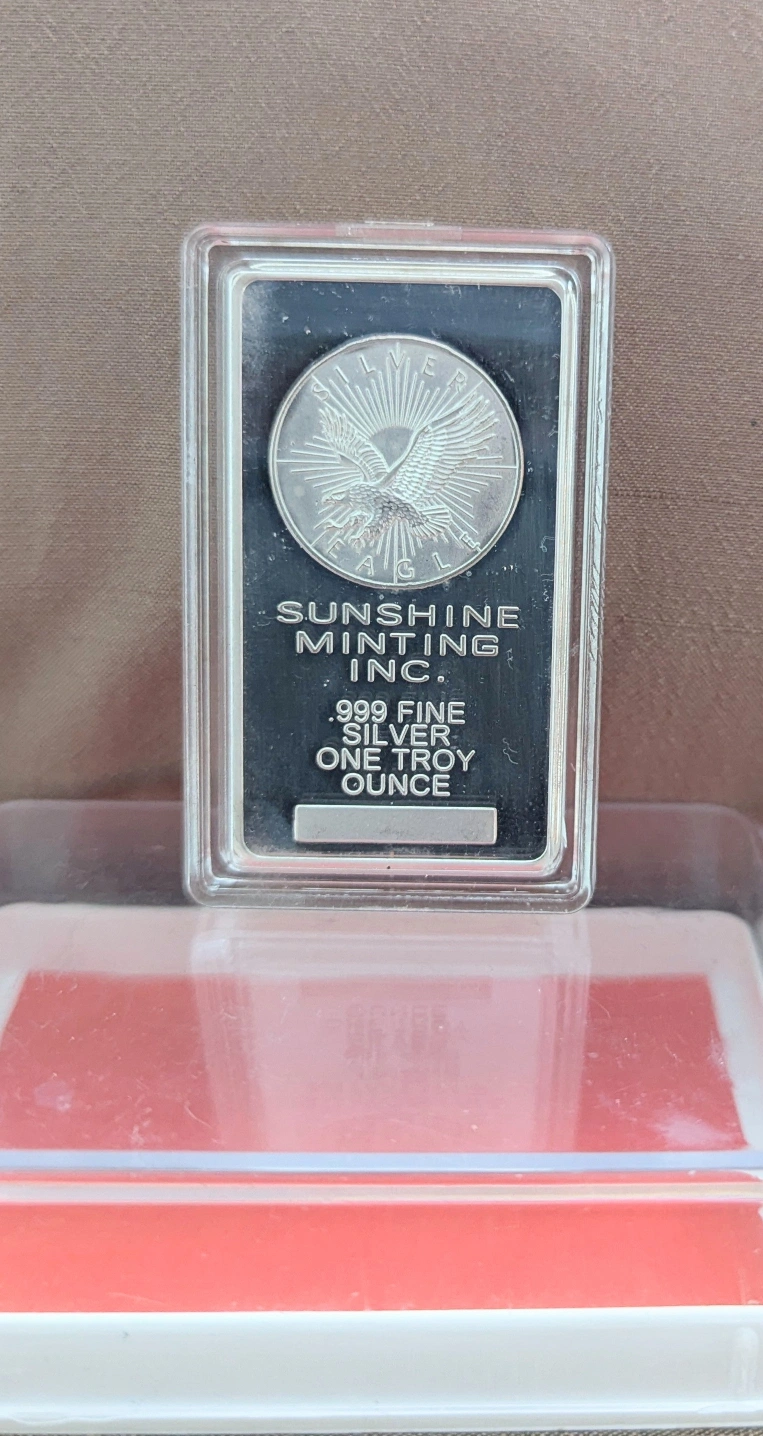 SILVER
EAGLE
SUNSHINE
MINTING
INC.
.999 FINE
SILVER
ONE TROY
OUNCE